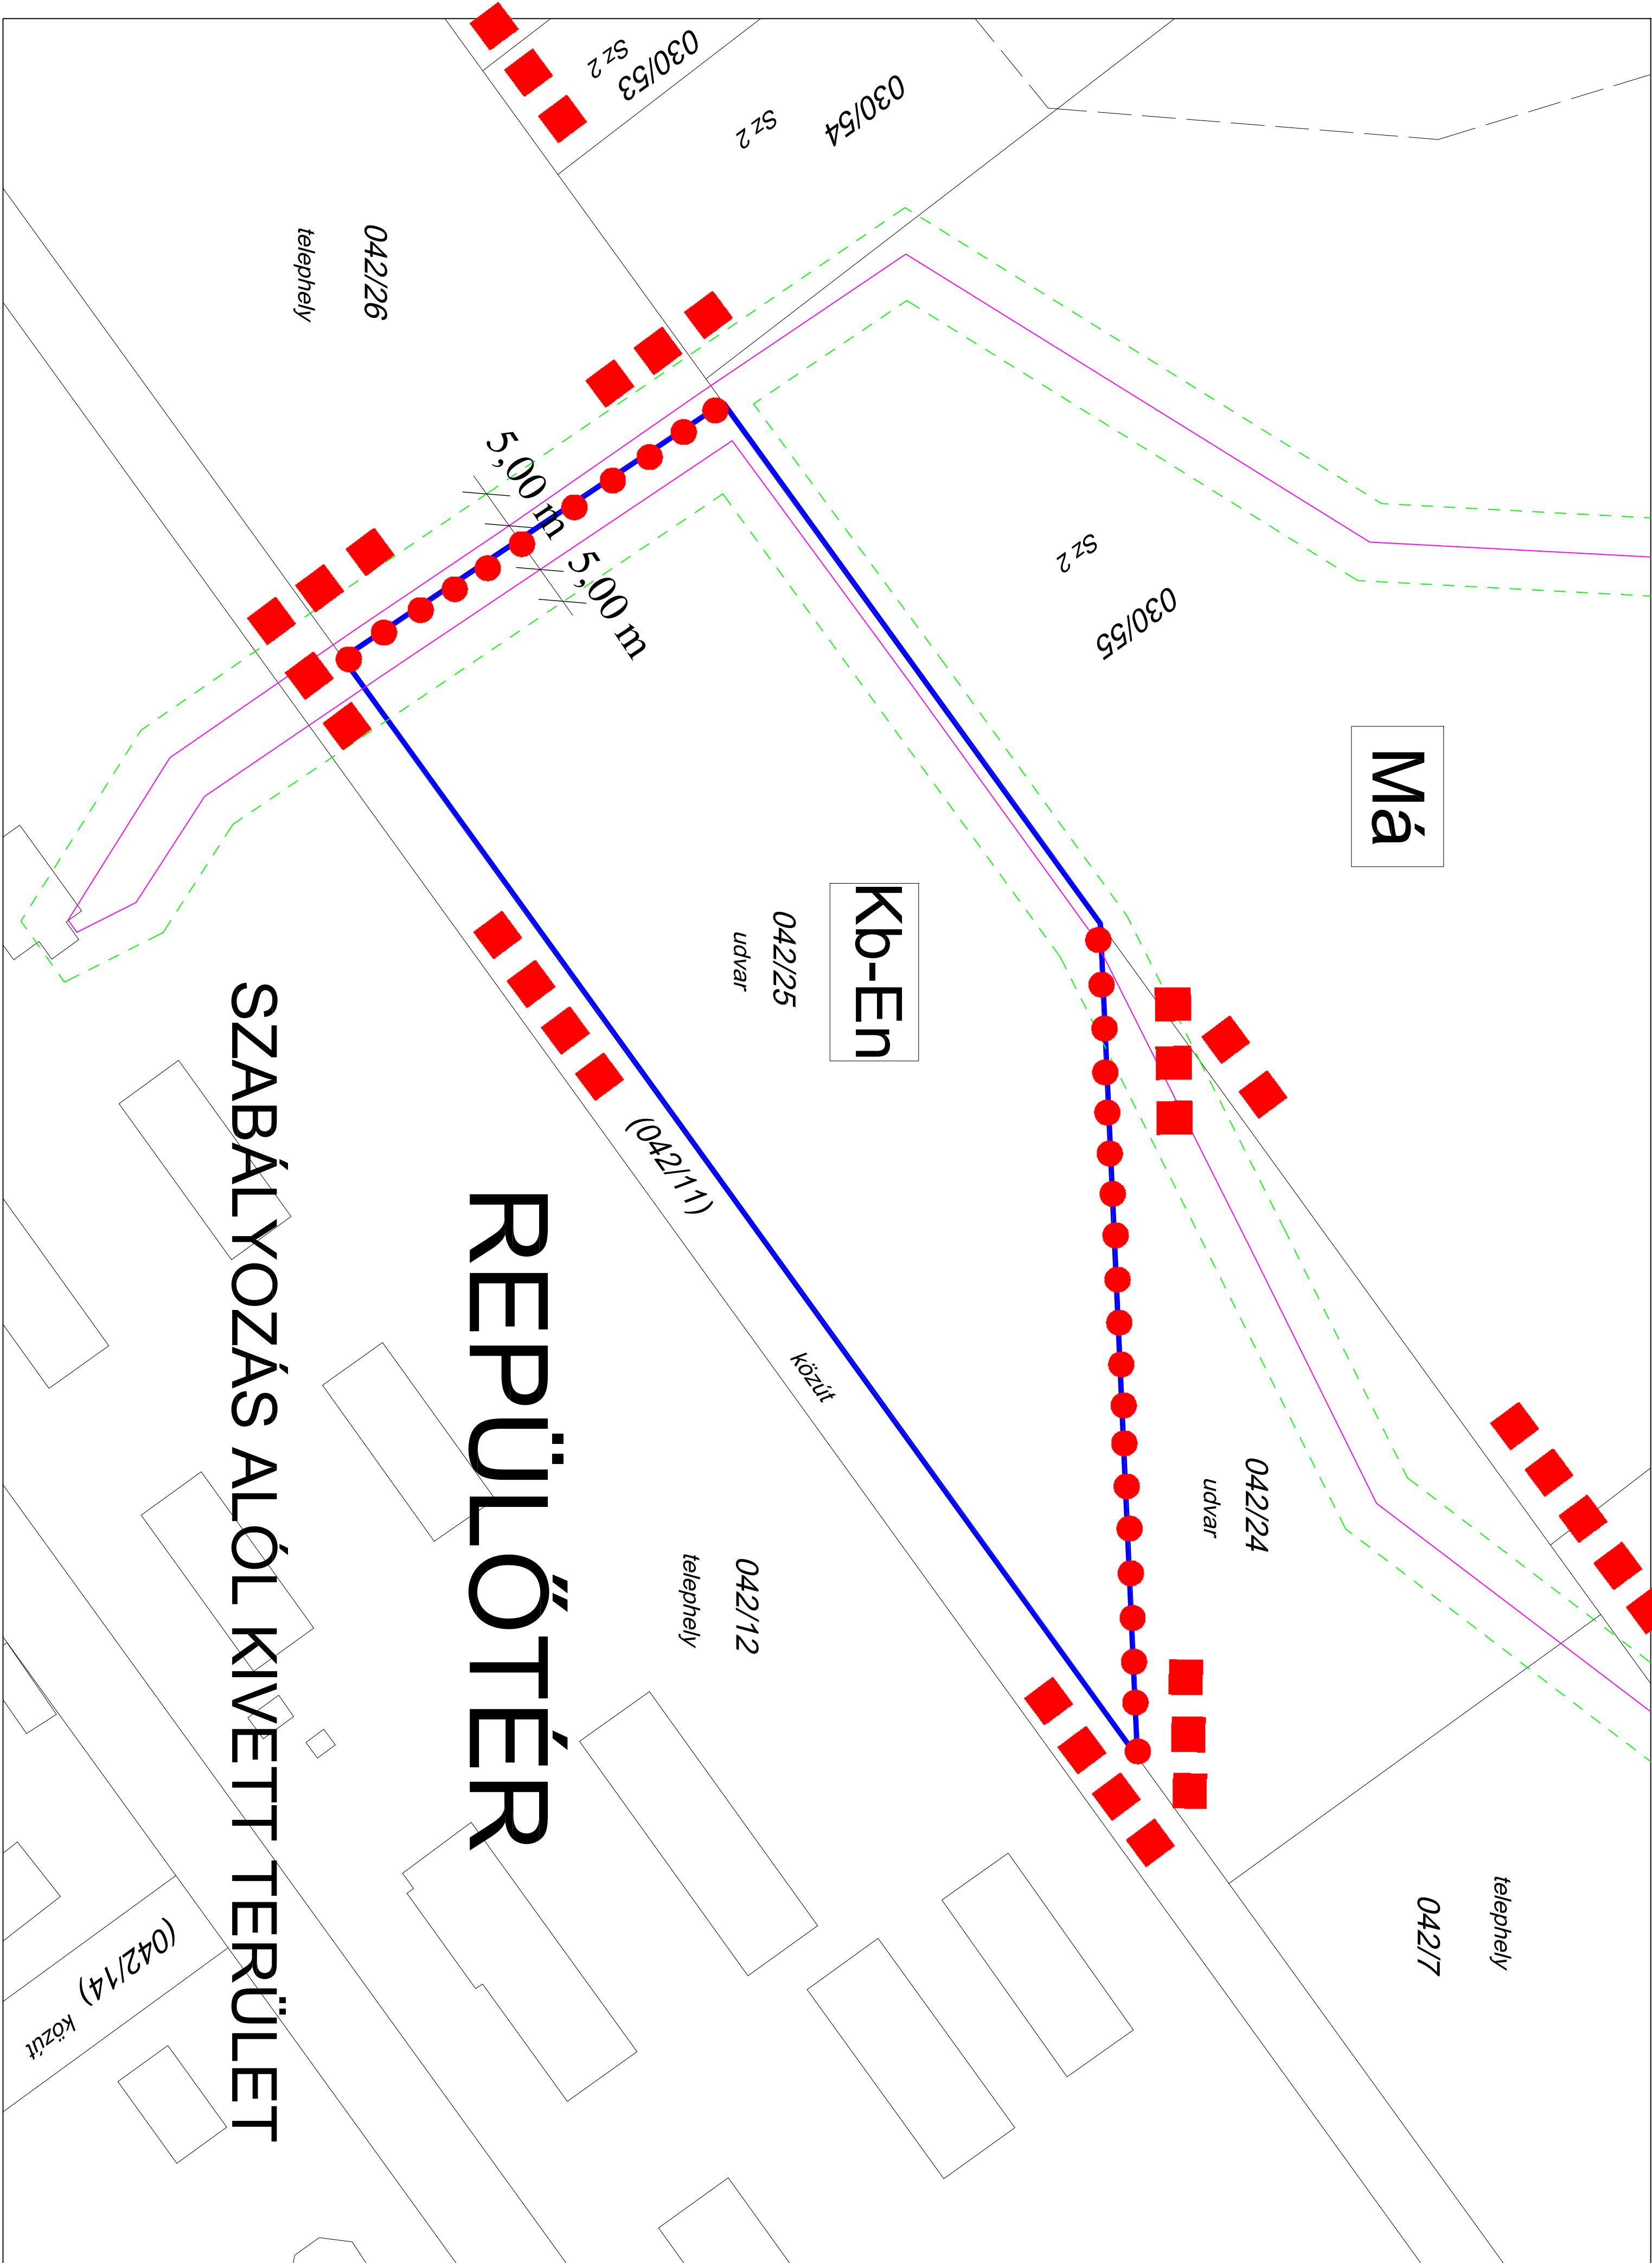 030/53
Sz 2
030/54
Sz 2
042/26
telephely
5,00 m
5,00 m
Sz 2
030/55
Má
Kb-En
042/25
udvar
(042/11)
közút
042/24
udvar
REPÜLŐTÉR
SZABÁLYOZÁS ALÓL KIVETT TERÜLET
042/12
telephely
telephely
042/7
(042/14)
közút